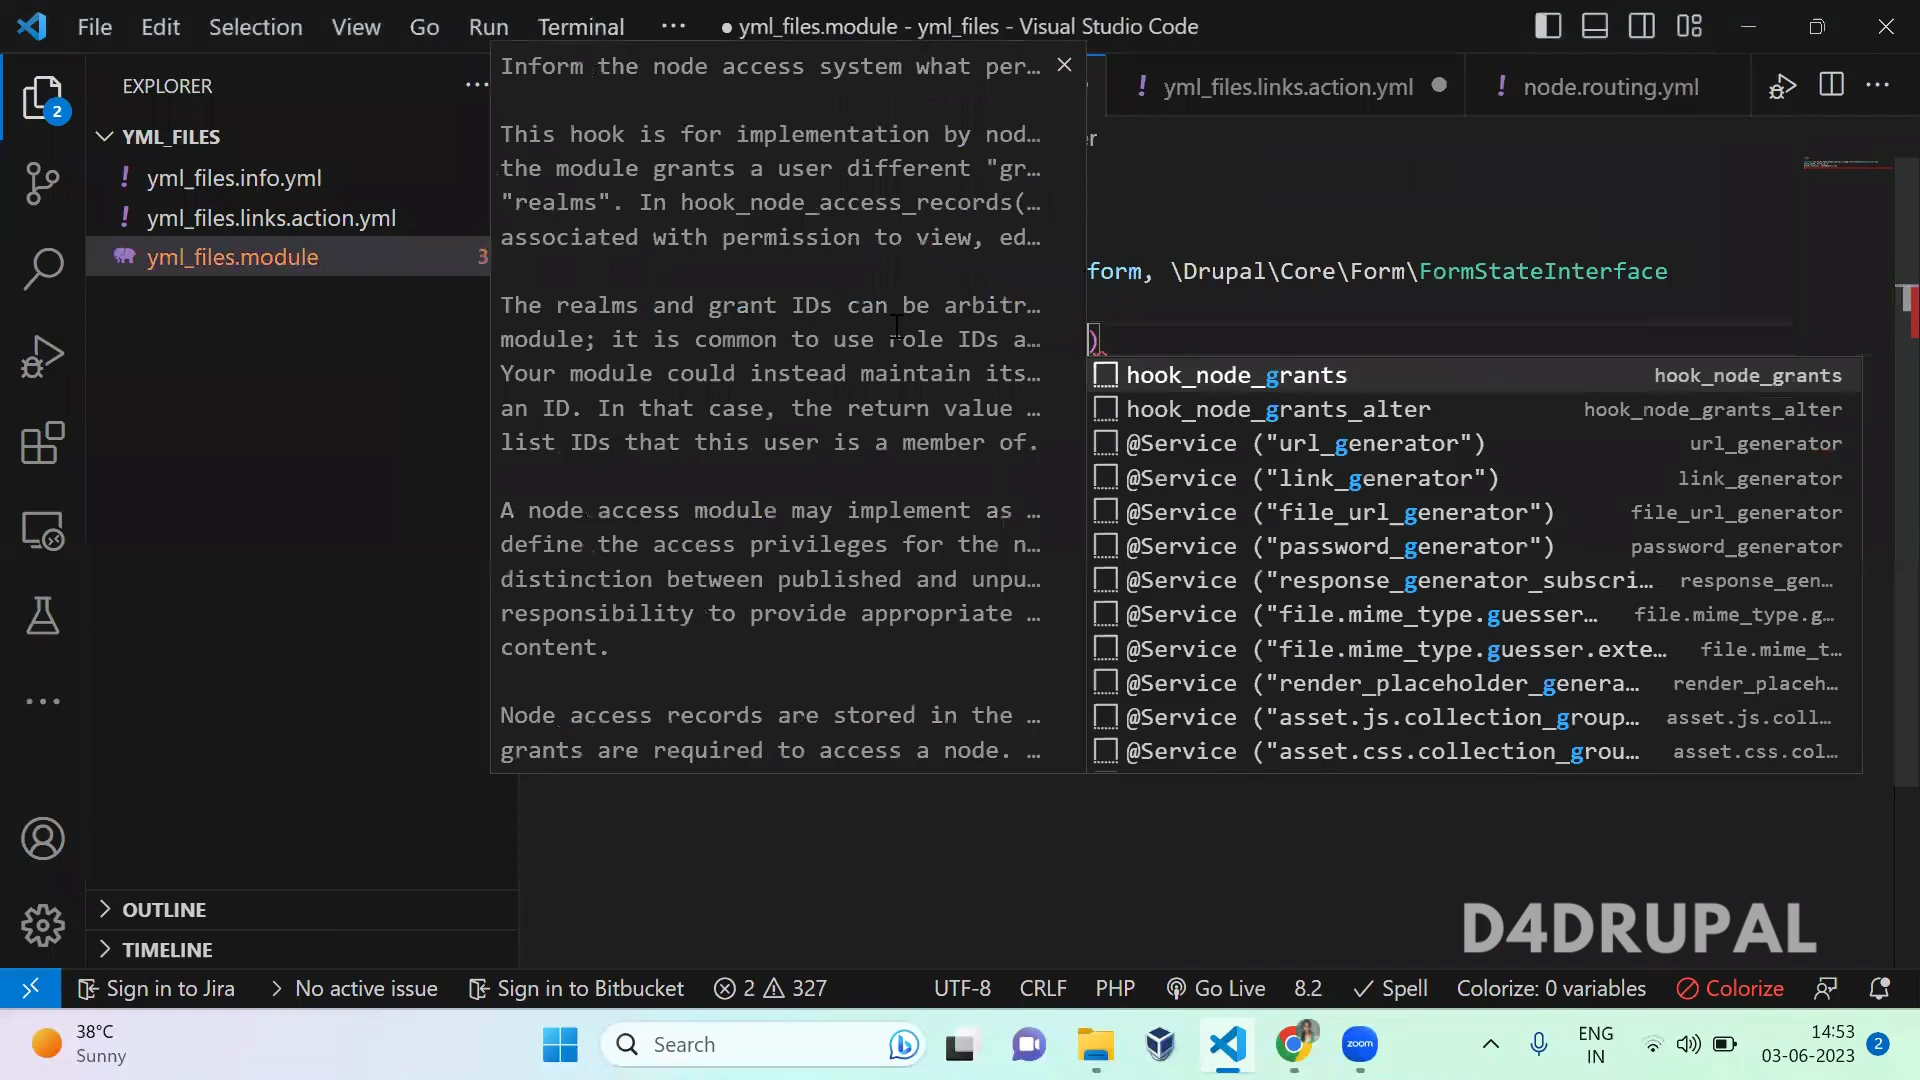 File Edit Selection View Go Run Terminal ··· ● yml_files.module - yml_files - Visual Studio Code
EXPLORER ···
YML_FILES
! yml_files.info.yml
! yml_files.links.action.yml
yml_files.module 3
2
OUTLINE
TIMELINE
Inform the node access system what per…
This hook is for implementation by nod…
the module grants a user different "gr…
"realms". In hook_node_access_records(…
associated with permission to view, ed…
The realms and grant IDs can be arbitr…
module; it is common to use role IDs a…
Your module could instead maintain its…
an ID. In that case, the return value …
list IDs that this user is a member of.
A node access module may implement as …
define the access privileges for the n…
distinction between published and unpu…
responsibility to provide appropriate …
content.
Node access records are stored in the …
grants are required to access a node. …
! yml_files.links.action.yml ● ! node.routing.yml ···
er
form, \Drupal\Core\Form\FormStateInterface
)
hook_node_grants hook_node_grants
hook_node_grants_alter hook_node_grants_alter
@Service ("url_generator") url_generator
@Service ("link_generator") link_generator
@Service ("file_url_generator") file_url_generator
@Service ("password_generator") password_generator
@Service ("response_generator_subscri… response_gen…
@Service ("file.mime_type.guesser… file.mime_type.g…
@Service ("file.mime_type.guesser.exte… file.mime_t…
@Service ("render_placeholder_genera… render_placeh…
@Service ("asset.js.collection_group… asset.js.coll…
@Service ("asset.css.collection_grou… asset.css.col…
D4DRUPAL
Sign in to Jira > No active issue Sign in to Bitbucket 2 327 UTF-8 CRLF PHP Go Live 8.2 Spell Colorize: 0 variables Colorize
38°C
Sunny
Search
zoom
ENG
IN
14:53
03-06-2023
2